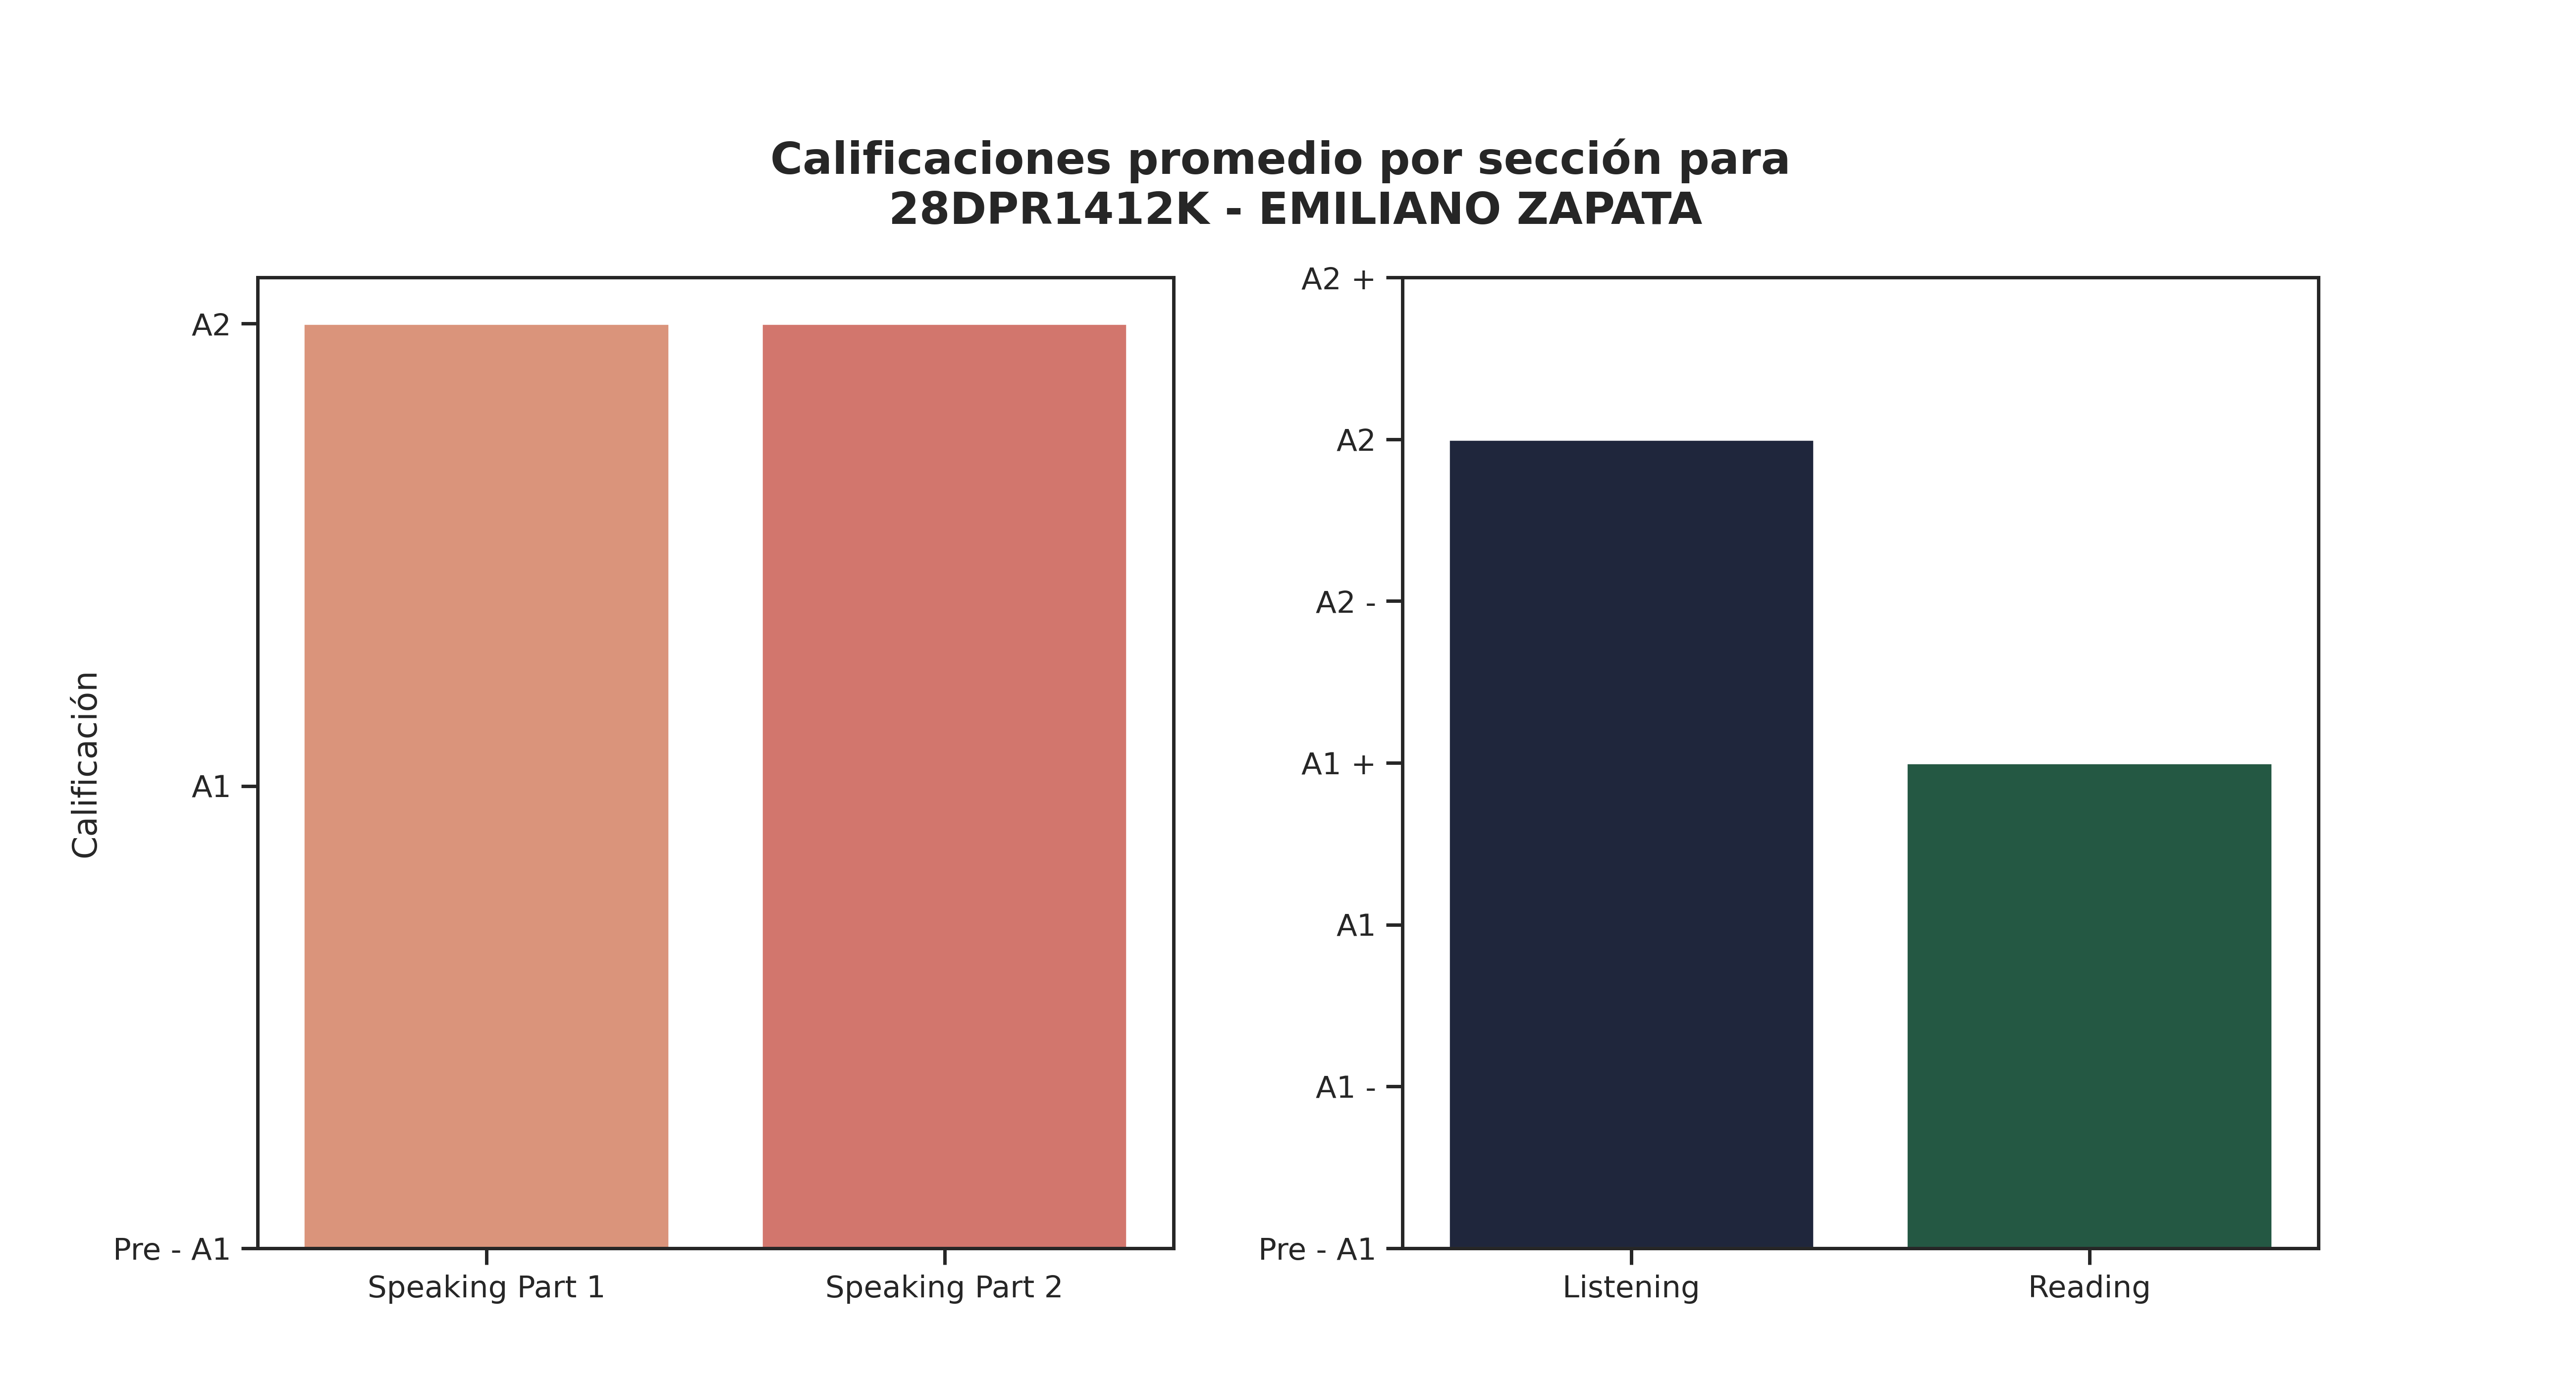 Calificaciones promedio por sección para
28DPR1412K - EMILIANO ZAPATA
Calificación
A2
A1
Pre - A1
Speaking Part 1
Speaking Part 2
A2 +
A2
A2 -
A1 +
A1
A1 -
Pre - A1
Listening
Reading